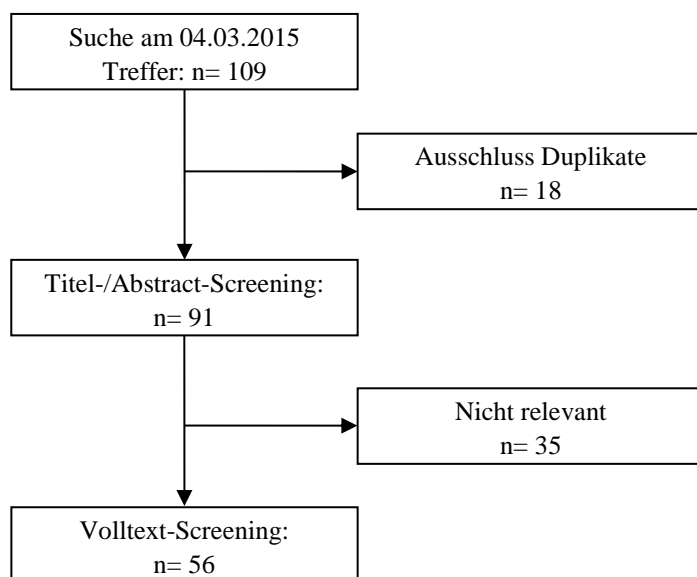 Suche am 04.03.2015
Treffer: n= 109
Ausschluss Duplikate
n= 18
Titel-/Abstract-Screening:
n= 91
Nicht relevant
n= 35
Volltext-Screening:
n= 56